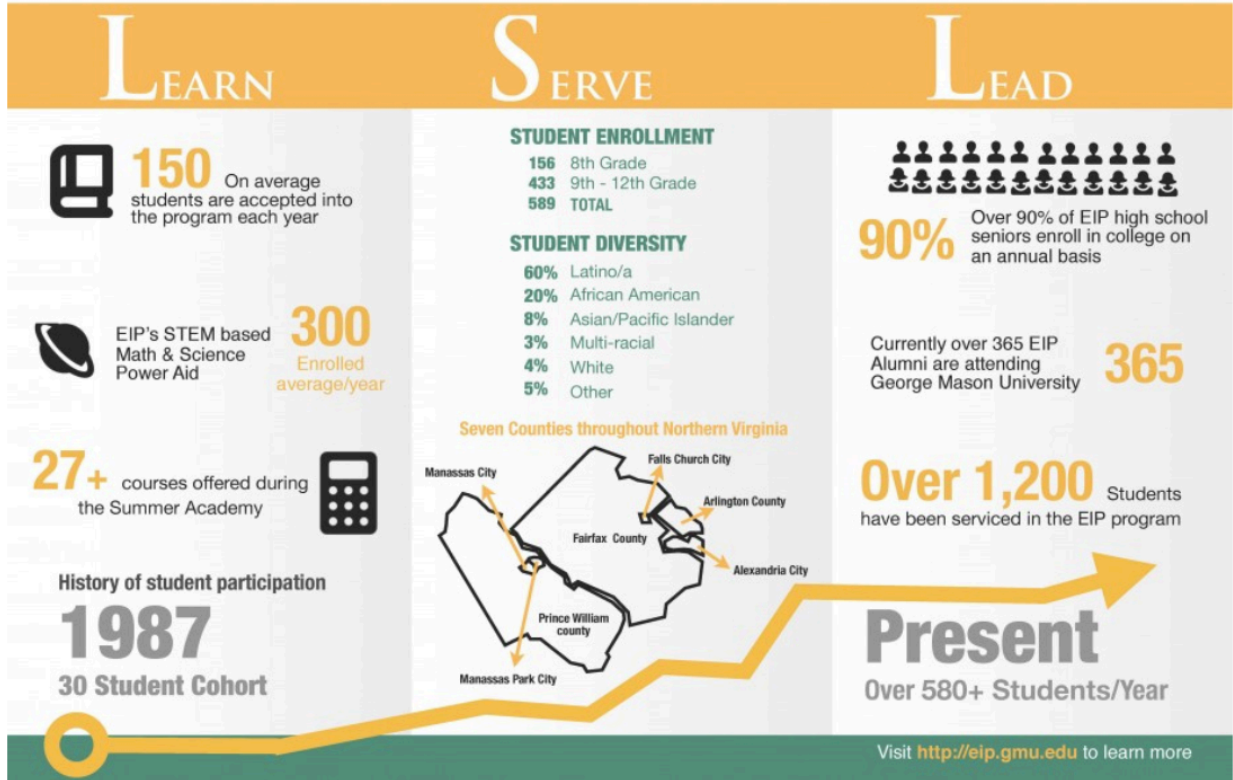 LEARN
150 On average
students are accepted into
the program each year
EIP's STEM based
Math & Science
Power Aid
300
Enrolled
average/year
27+ courses offered during
the Summer Academy
History of student participation
1987
30 Student Cohort
SERVE
STUDENT ENROLLMENT
156 8th Grade
433 9th - 12th Grade
589 TOTAL
STUDENT DIVERSITY
60% Latino/a
20% African American
8% Asian/Pacific Islander
3% Multi-racial
4% White
5% Other
Seven Counties throughout Northern Virginia
Manassas City
Falls Church City
Arlington County
Fairfax County
Alexandria City
Prince William
county
Manassas Park City
LEAD
90%
Over 90% of EIP high school
seniors enroll in college on
an annual basis
Currently over 365 EIP
Alumni are attending
George Mason University
365
Over 1,200 Students
have been serviced in the EIP program
Present
Over 580+ Students/Year
Visit http://eip.gmu.edu to learn more